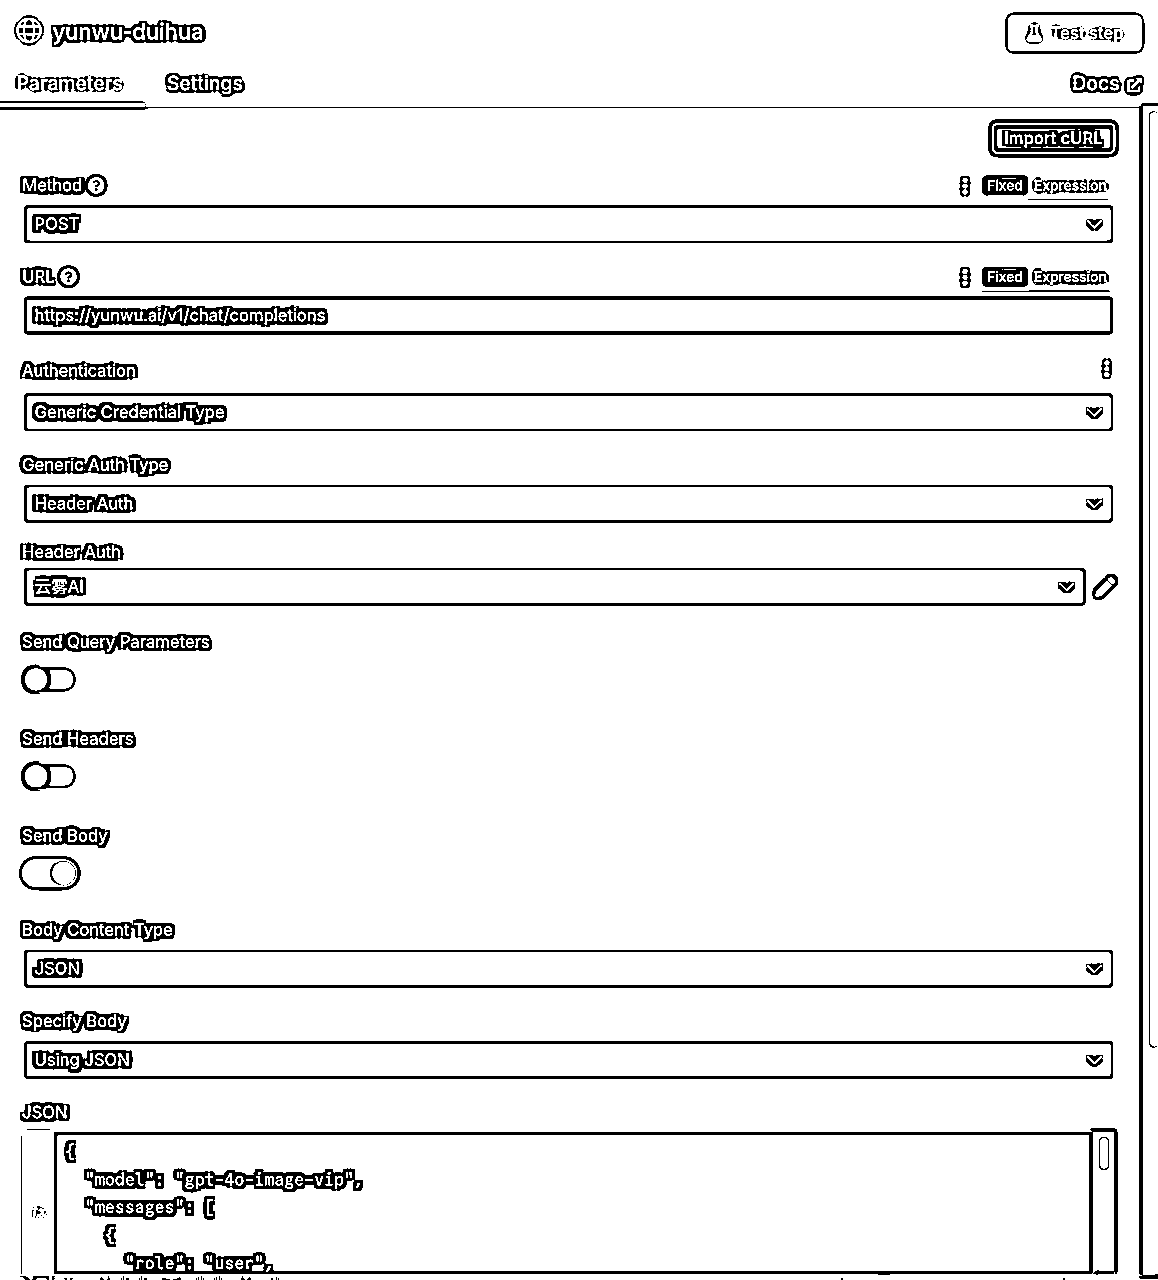 yunwu-duihua
Test step
Parameters
Settings
Docs
Import cURL
Method
Fixed Expression
POST
URL
Fixed Expression
https://yunwu.ai/v1/chat/completions
Authentication
Generic Credential Type
Generic Auth Type
Header Auth
Header Auth
云雾AI
Send Query Parameters
Send Headers
Send Body
Body Content Type
JSON
Specify Body
Using JSON
JSON
{
"model": "gpt-4o-image-vip",
"messages": [
{
"role": "user",